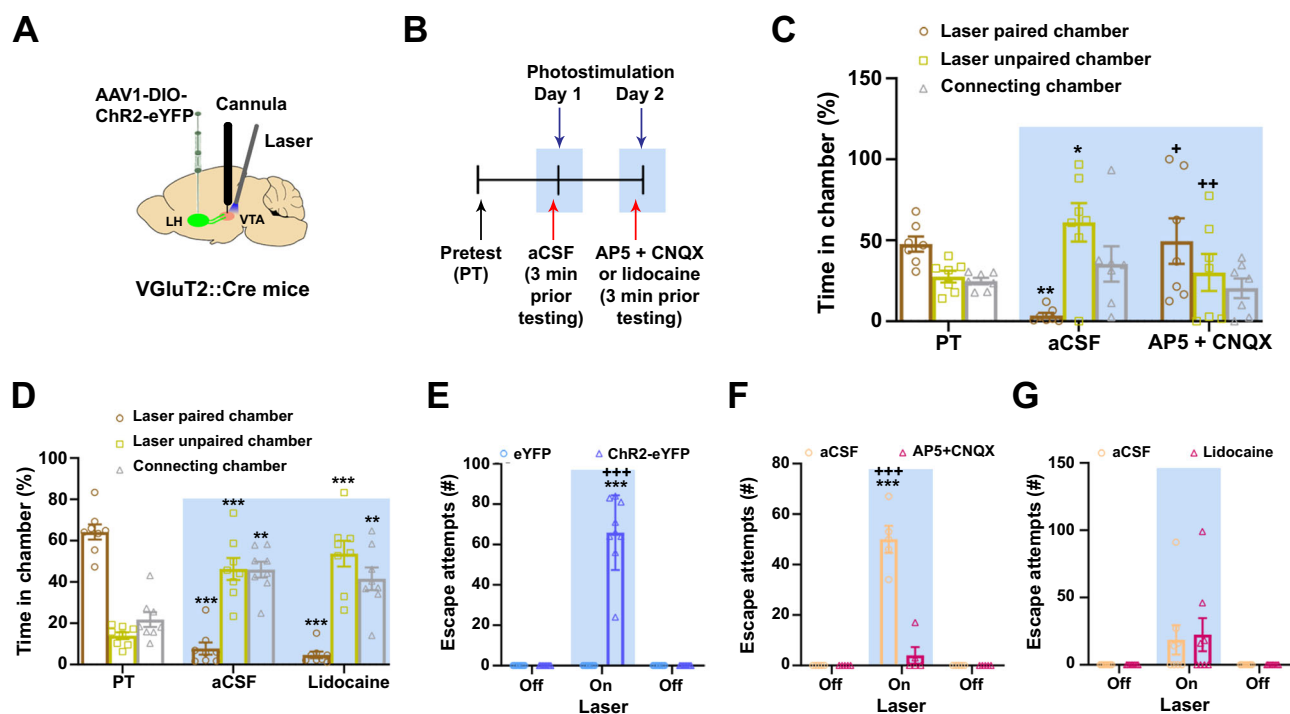 A
AAV1-DIO-
ChR2-eYFP
Cannula
Laser
LH
VTA
VGluT2::Cre mice
B
Photostimulation
Day 1 Day 2
Pretest
(PT)
aCSF
(3 min
prior
testing)
AP5 + CNQX
or lidocaine
(3 min prior
testing)
C
Laser paired chamber
Laser unpaired chamber
Connecting chamber
Time in chamber (%)
150
100
50
0
**
*
+
++
PT aCSF AP5 + CNQX
D
Laser paired chamber
Laser unpaired chamber
Connecting chamber
Time in chamber (%)
100
80
60
40
20
0
***
***
**
***
***
**
PT aCSF Lidocaine
E
eYFP ChR2-eYFP
Escape attempts (#)
100
80
60
40
20
0
+++
***
Off On Off
Laser
F
aCSF AP5+CNQX
Escape attempts (#)
80
60
40
20
0
+++
***
Off On Off
Laser
G
aCSF Lidocaine
Escape attempts (#)
150
100
50
0
Off On Off
Laser